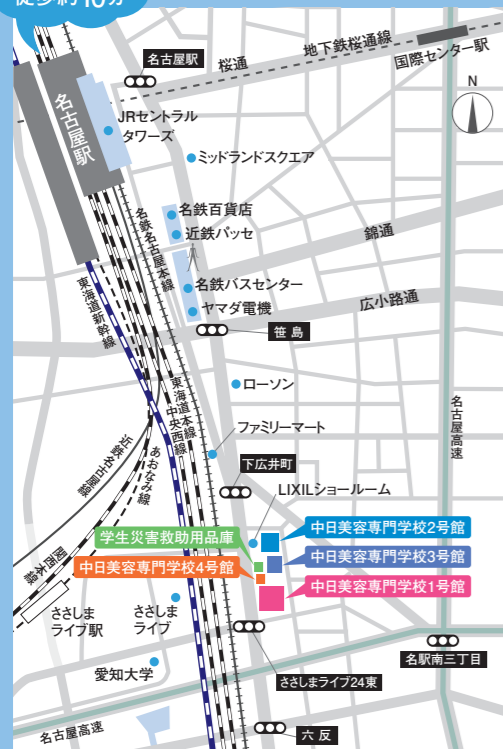 徒歩約10分
名古屋駅
桜通
地下鉄桜通線
国際センター駅
N
名古屋駅
JRセントラル
タワーズ
ミッドランドスクエア
名鉄百貨店
近鉄パッセ
名鉄名古屋本線
錦通
名鉄バスセンター
ヤマダ電機
広小路通
笹島
東海道新幹線
ローソン
東海道本線
中央西線
名古屋高速
ファミリーマート
下広井町
近鉄名古屋線
あおなみ線
LIXILショールーム
中日美容専門学校2号館
学生災害救助用品庫
中日美容専門学校3号館
中日美容専門学校4号館
中日美容専門学校1号館
関西本線
ささしま
ライブ駅
ささしま
ライブ
名駅南三丁目
愛知大学
ささしまライブ24東
名古屋高速
六反